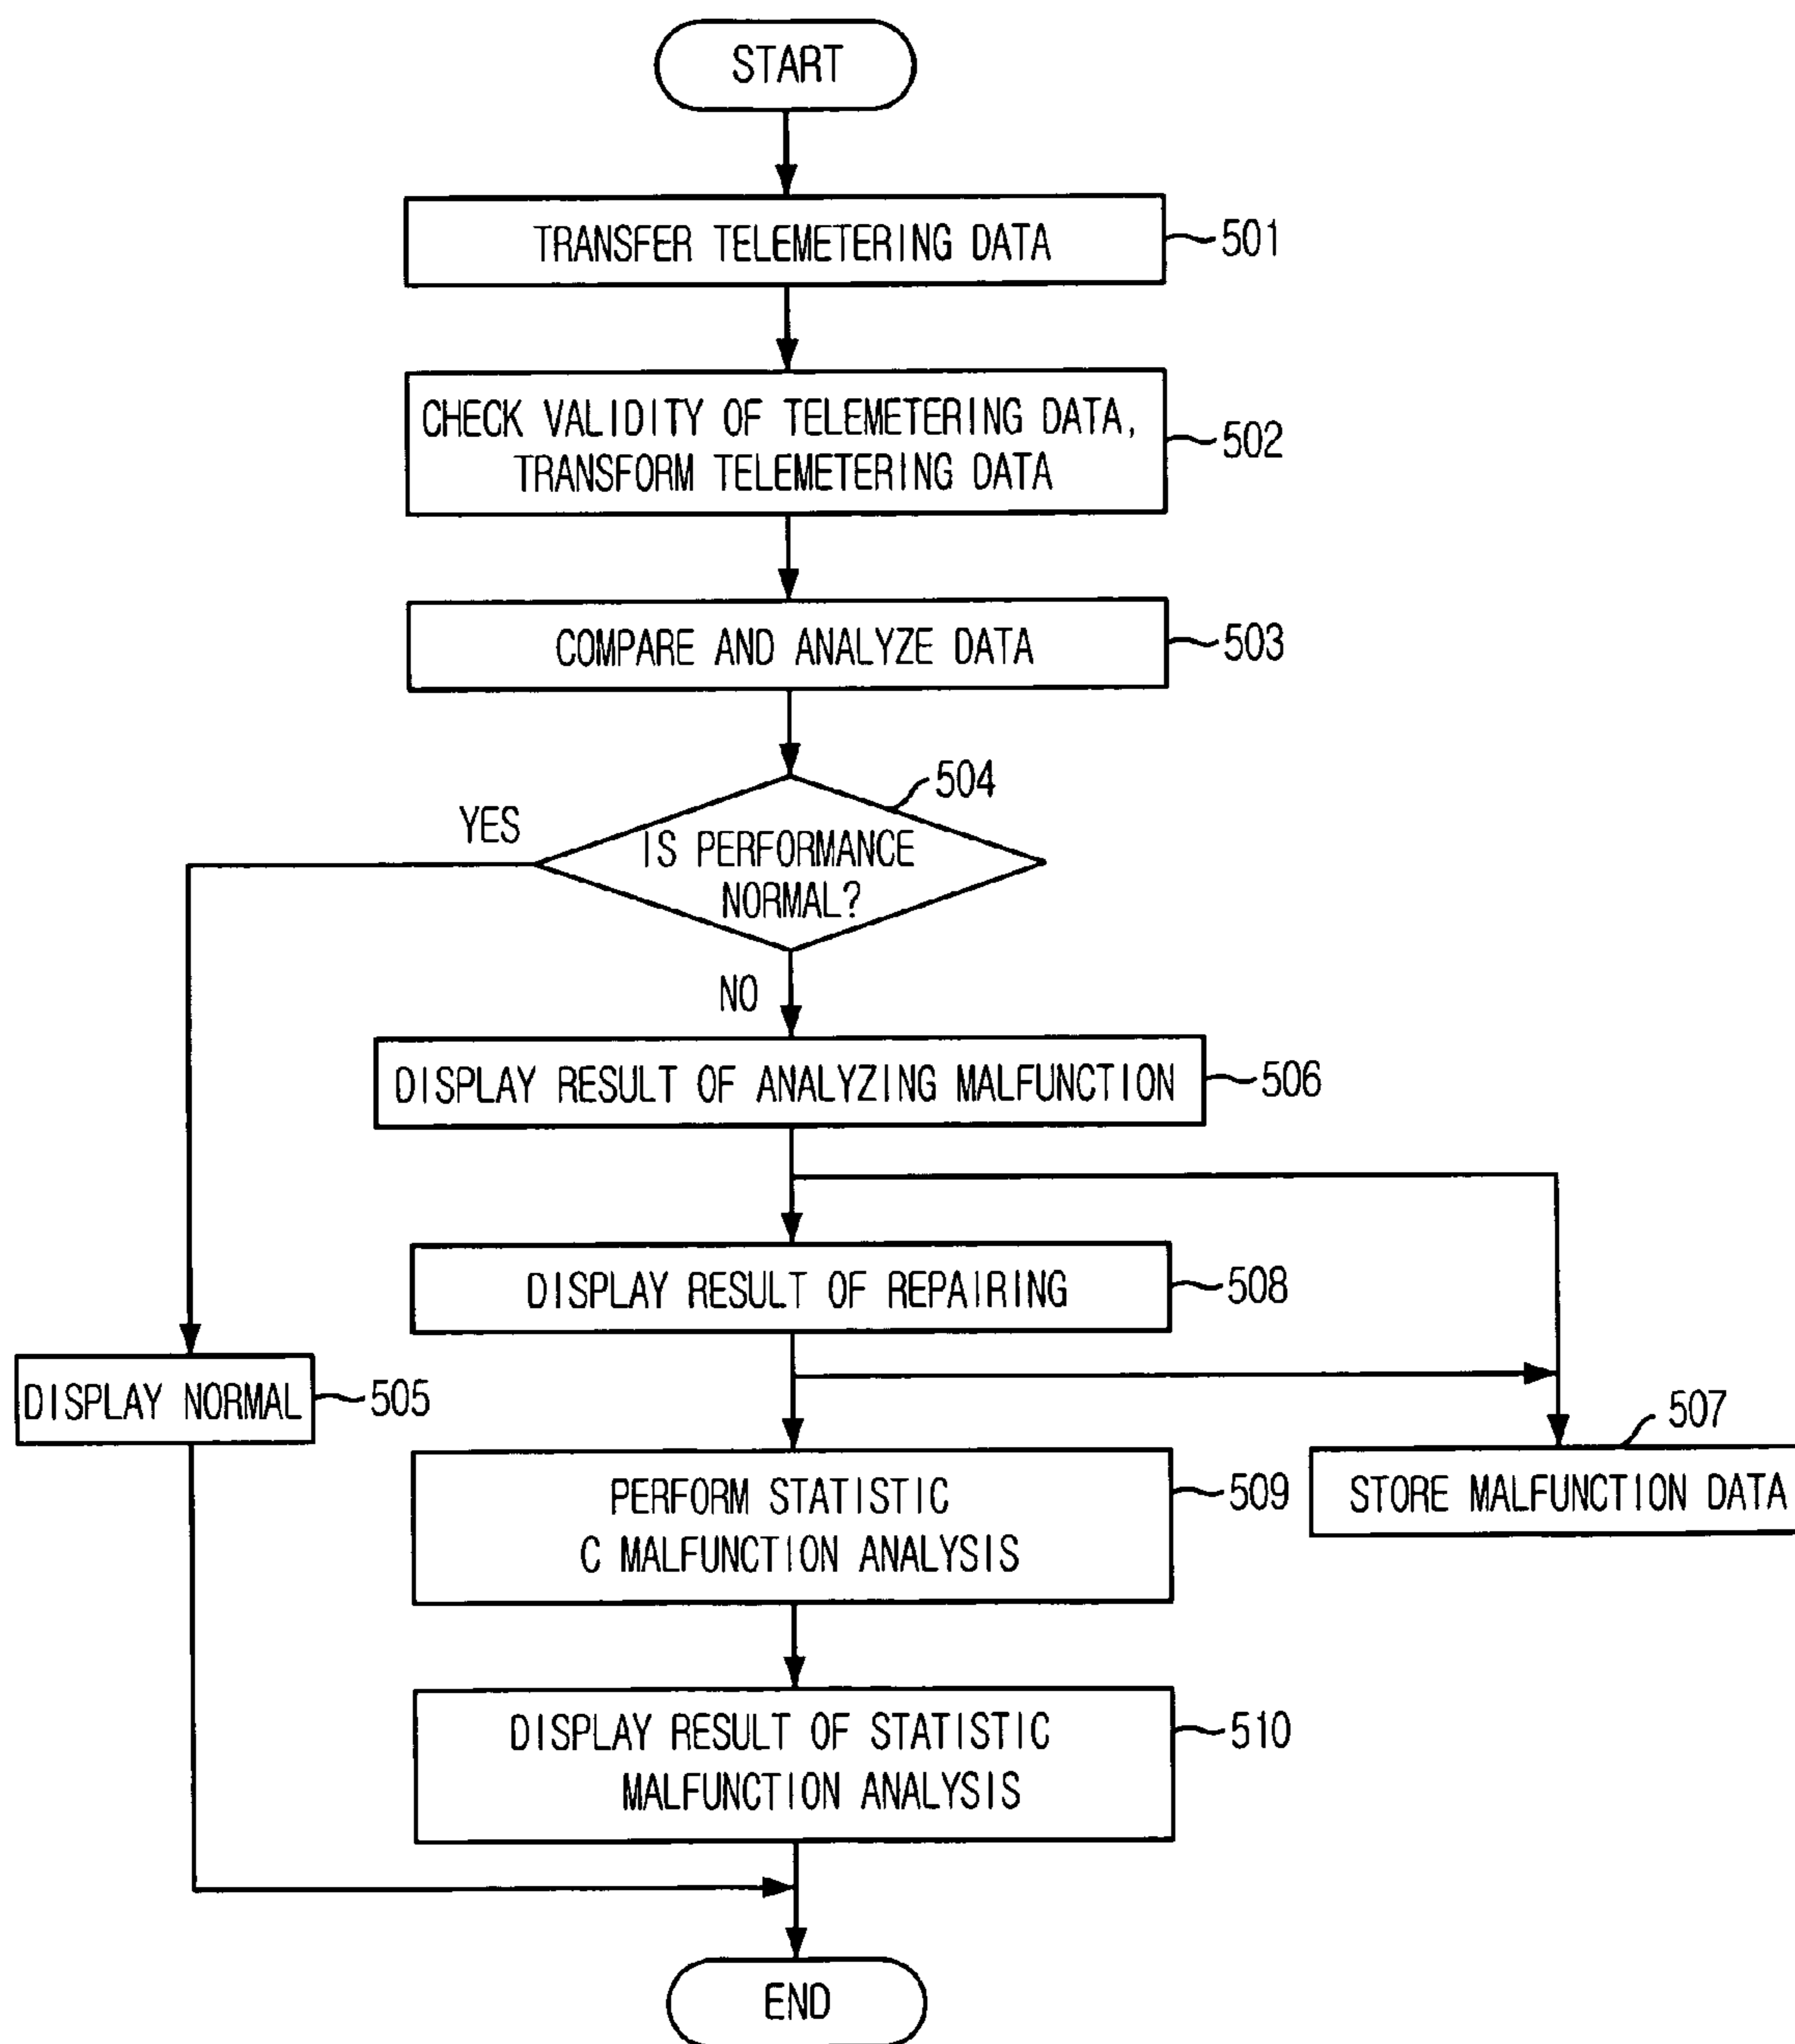 START
TRANSFER TELEMETERING DATA
501
CHECK VALIDITY OF TELEMETERING DATA,
TRANSFORM TELEMETERING DATA
502
COMPARE AND ANALYZE DATA
503
504
YES
IS PERFORMANCE
NORMAL?
NO
DISPLAY RESULT OF ANALYZING MALFUNCTION
506
DISPLAY RESULT OF REPAIRING
508
DISPLAY NORMAL
505
507
PERFORM STATISTIC
C MALFUNCTION ANALYSIS
509
STORE MALFUNCTION DATA
DISPLAY RESULT OF STATISTIC
MALFUNCTION ANALYSIS
510
END